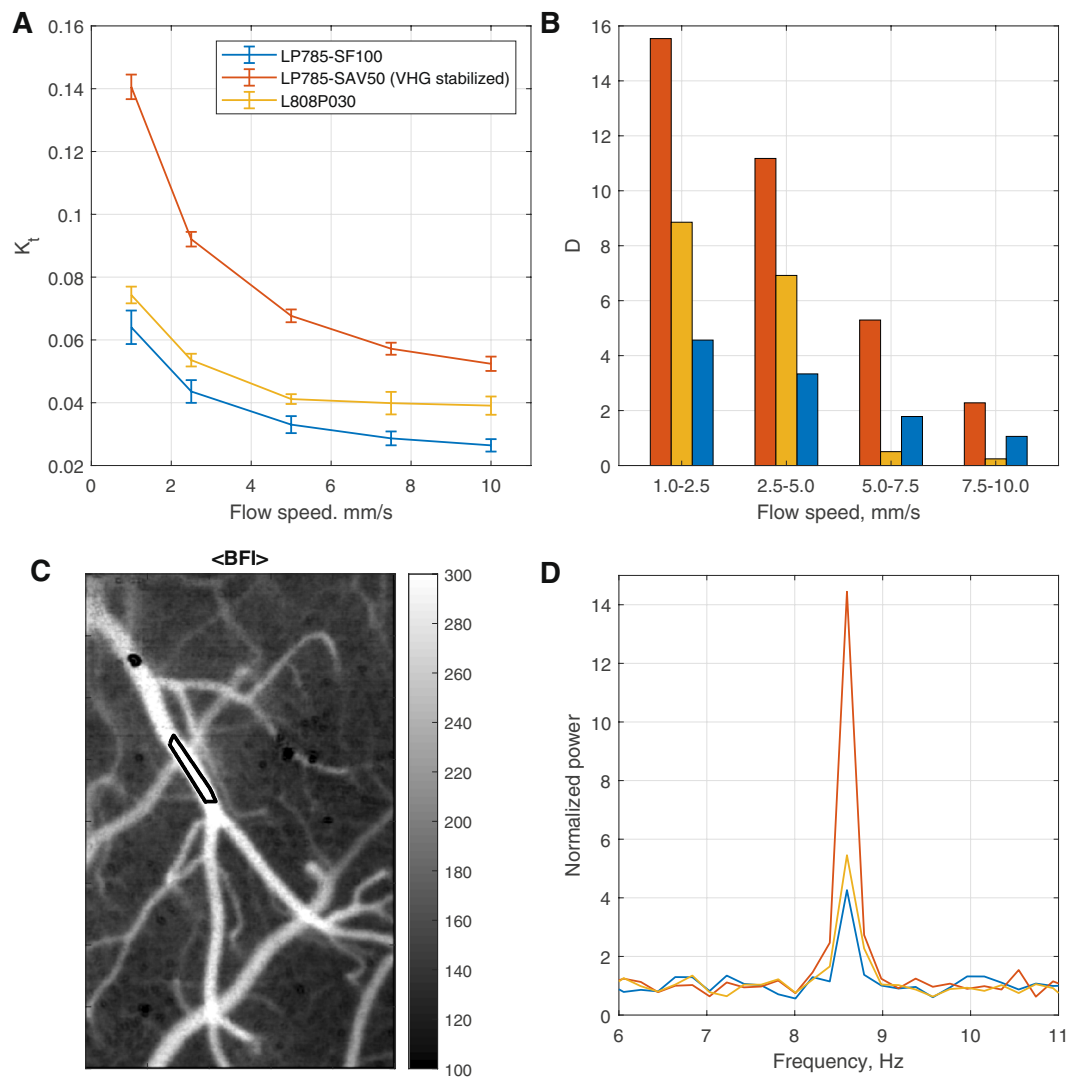 A
0.16
0.14
0.12
0.1
0.08
0.06
0.04
0.02
K_t
0 2 4 6 8 10
Flow speed. mm/s
LP785-SF100
LP785-SAV50 (VHG stabilized)
L808P030
B
16
14
12
10
8
6
4
2
0
D
1.0-2.5 2.5-5.0 5.0-7.5 7.5-10.0
Flow speed, mm/s
C
<BFI>
300
280
260
240
220
200
180
160
140
120
100
D
14
12
10
8
6
4
2
0
Normalized power
6 7 8 9 10 11
Frequency, Hz